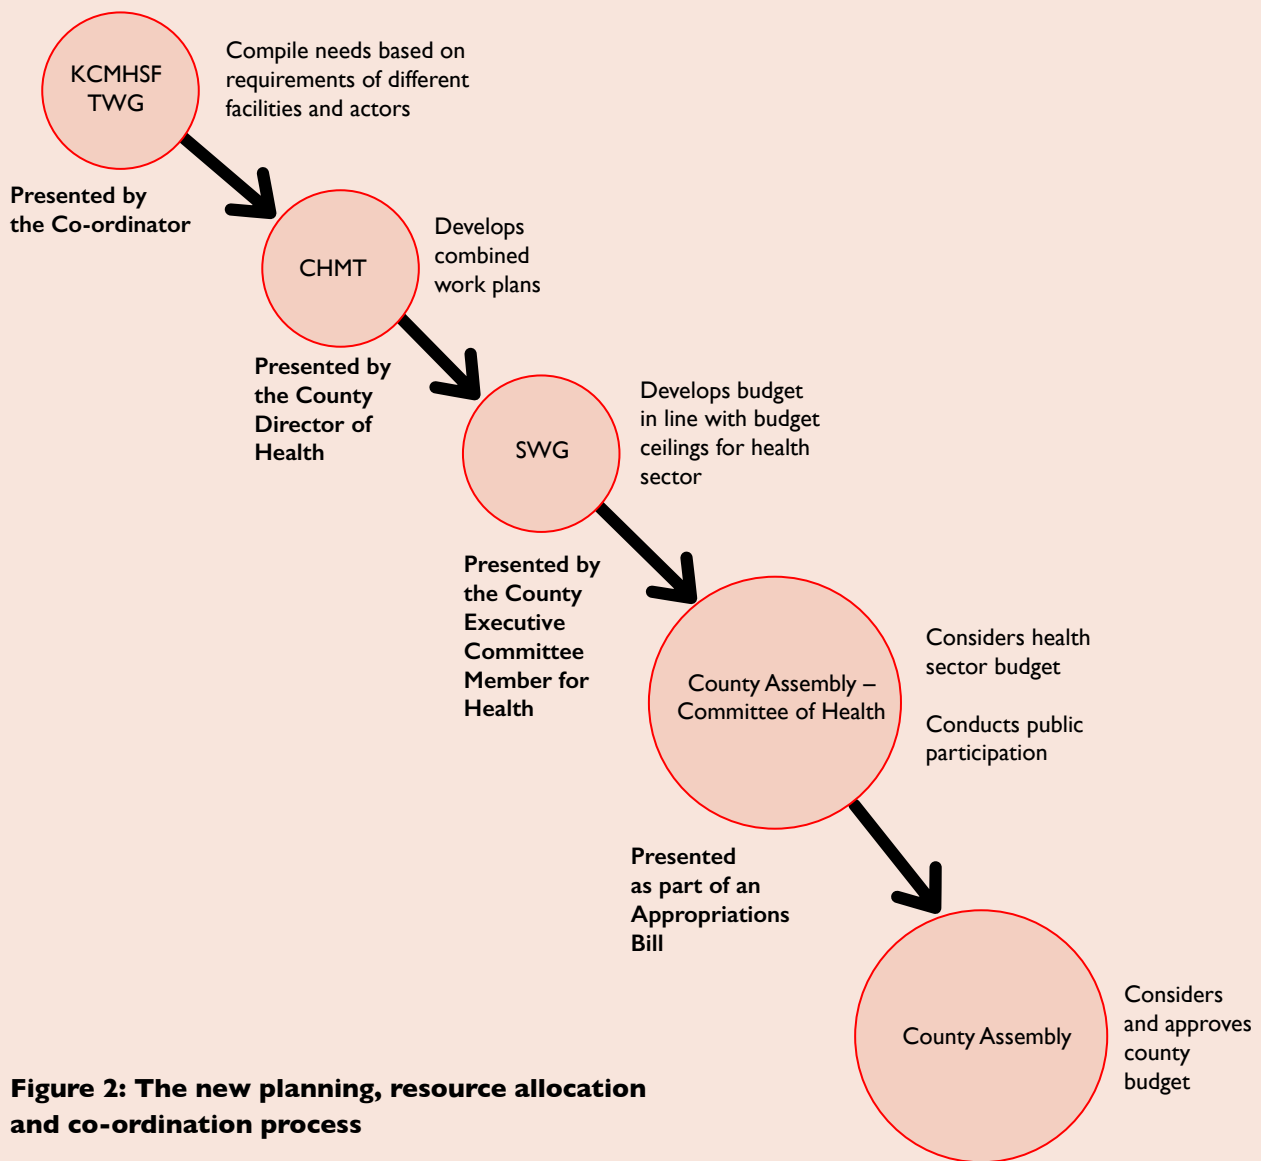 KCMHSF
TWG
Compile needs based on
requirements of different
facilities and actors
Presented by
the Co-ordinator
CHMT
Develops
combined
work plans
Presented by
the County
Director of
Health
SWG
Develops budget
in line with budget
ceilings for health
sector
Presented by
the County
Executive
Committee
Member for
Health
County Assembly –
Committee of Health
Considers health
sector budget
Conducts public
participation
Presented
as part of an
Appropriations
Bill
County Assembly
Considers
and approves
county
budget
Figure 2: The new planning, resource allocation
and co-ordination process